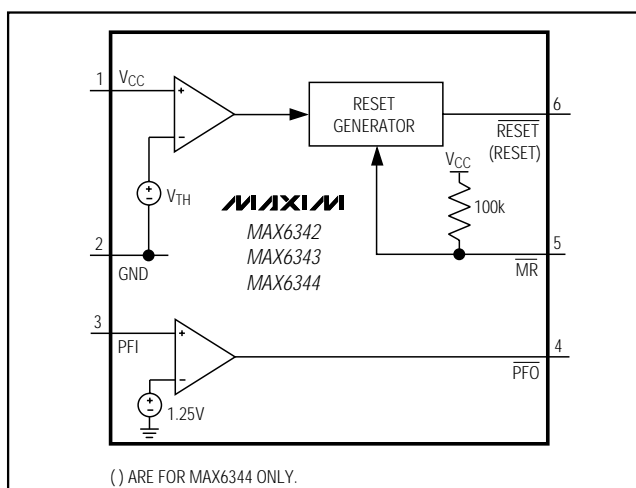 1 VCC
RESET
GENERATOR
6
RESET
(RESET)
VCC
100k
VTH
MAXIM
MAX6342
MAX6343
MAX6344
2
GND
5
MR
3
PFI
4
PFO
1.25V
( ) ARE FOR MAX6344 ONLY.